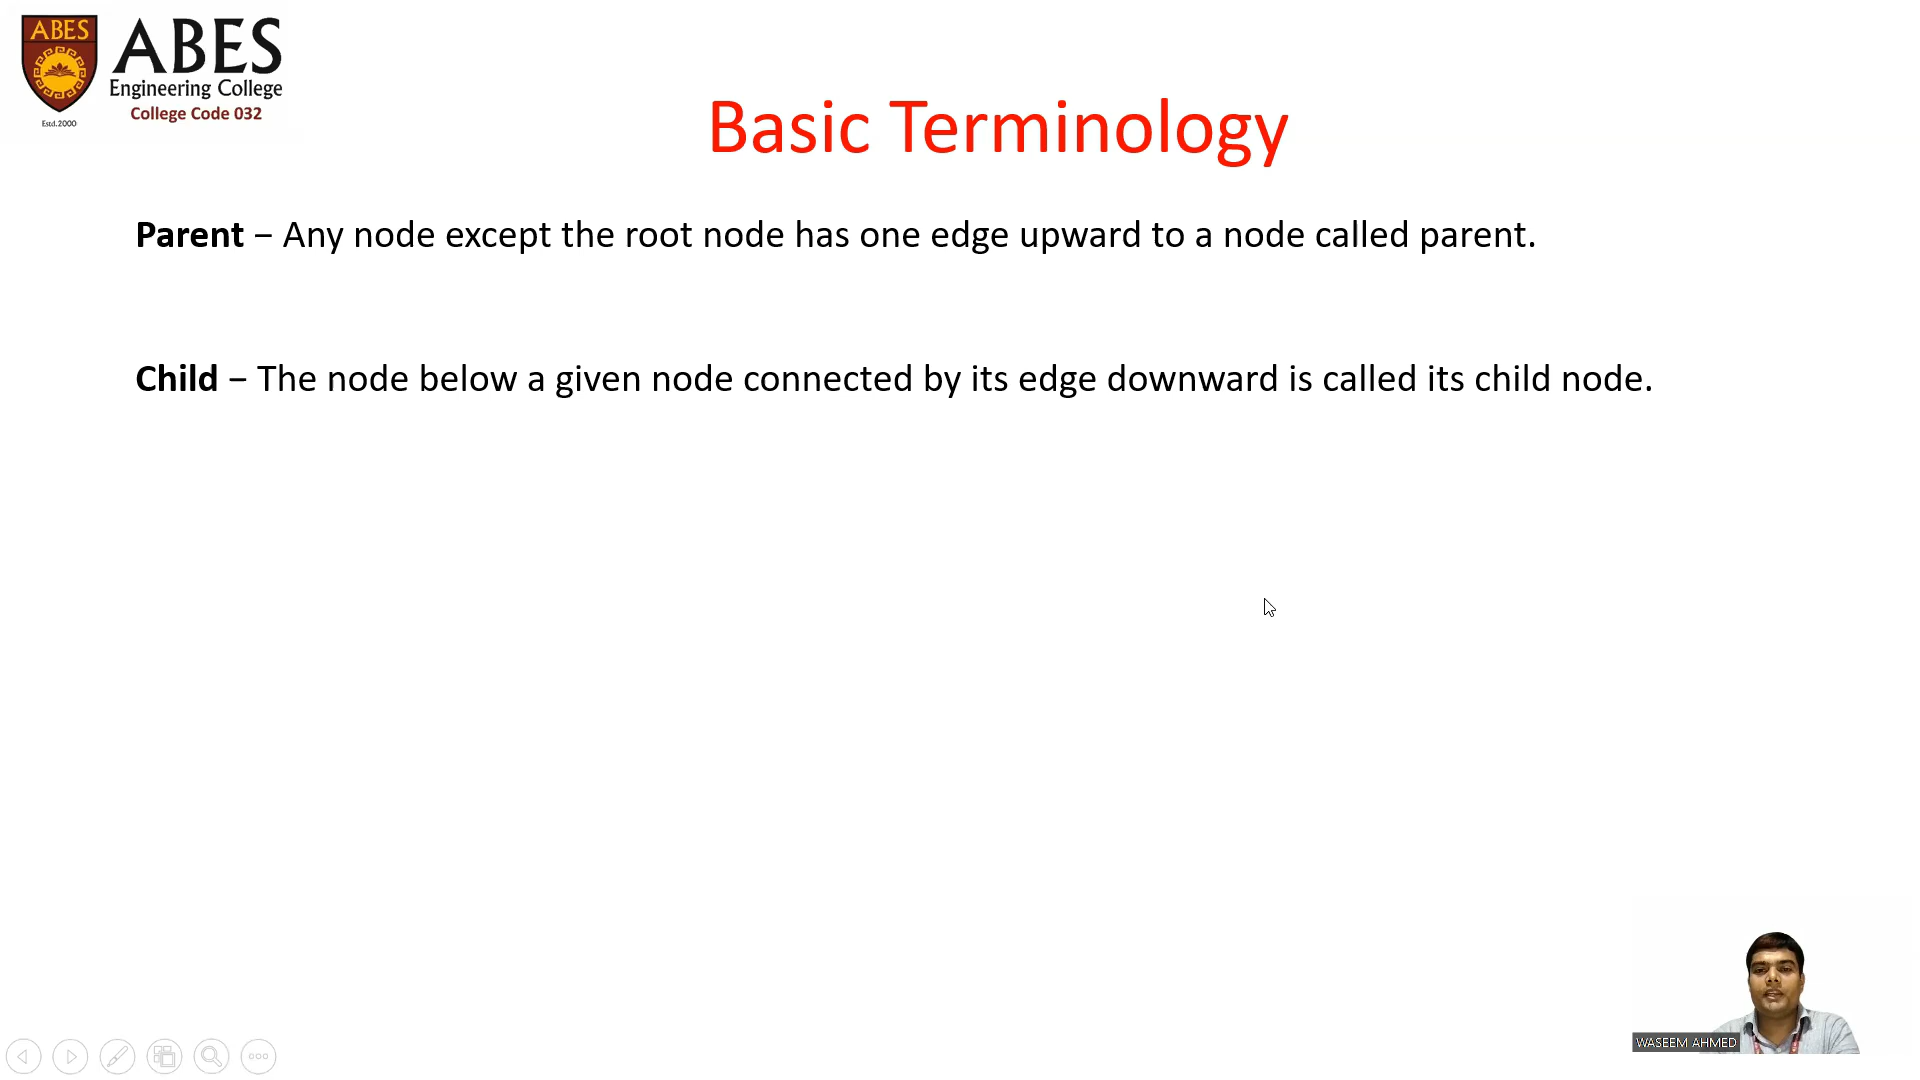 ABES
ABES
Engineering College
College Code 032
Estd.2000
Basic Terminology
Parent – Any node except the root node has one edge upward to a node called parent.
Child – The node below a given node connected by its edge downward is called its child node.
WASEEM AHMED